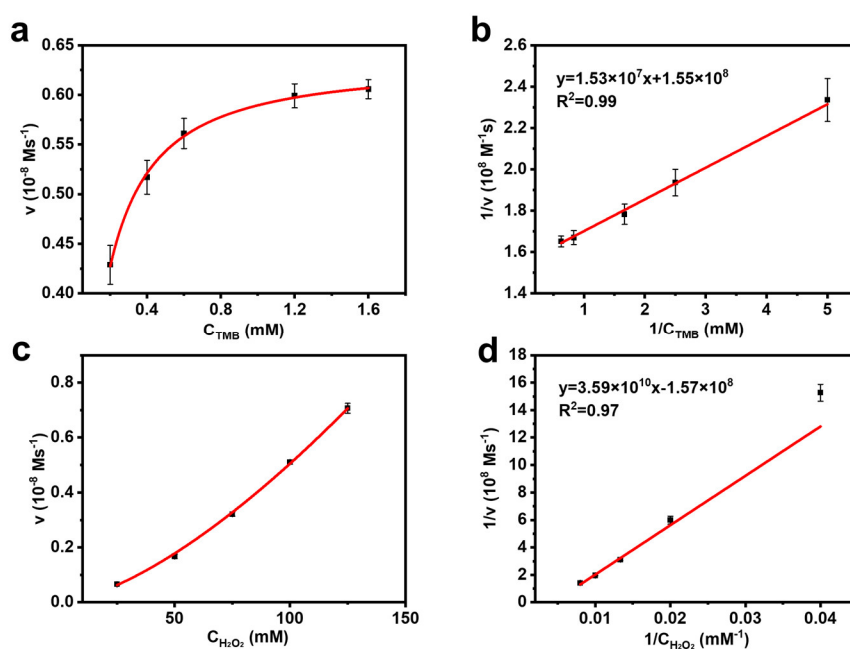 a
0.65
0.60
0.55
0.50
0.45
0.40
v (10⁻⁸ Ms⁻¹)
0.4
0.8
1.2
1.6
C_TMB (mM)
b
2.6
2.4
2.2
2.0
1.8
1.6
1.4
1/v (10⁸ M⁻¹s)
y=1.53×10⁷x+1.55×10⁸
R²=0.99
1
2
3
4
5
1/C_TMB (mM)
c
0.8
0.6
0.4
0.2
0.0
v (10⁻⁸ Ms⁻¹)
50
100
150
C_H₂O₂ (mM)
d
18
16
14
12
10
8
6
4
2
0
1/v (10⁸ Ms⁻¹)
y=3.59×10¹⁰x-1.57×10⁸
R²=0.97
0.01
0.02
0.03
0.04
1/C_H₂O₂ (mM⁻¹)